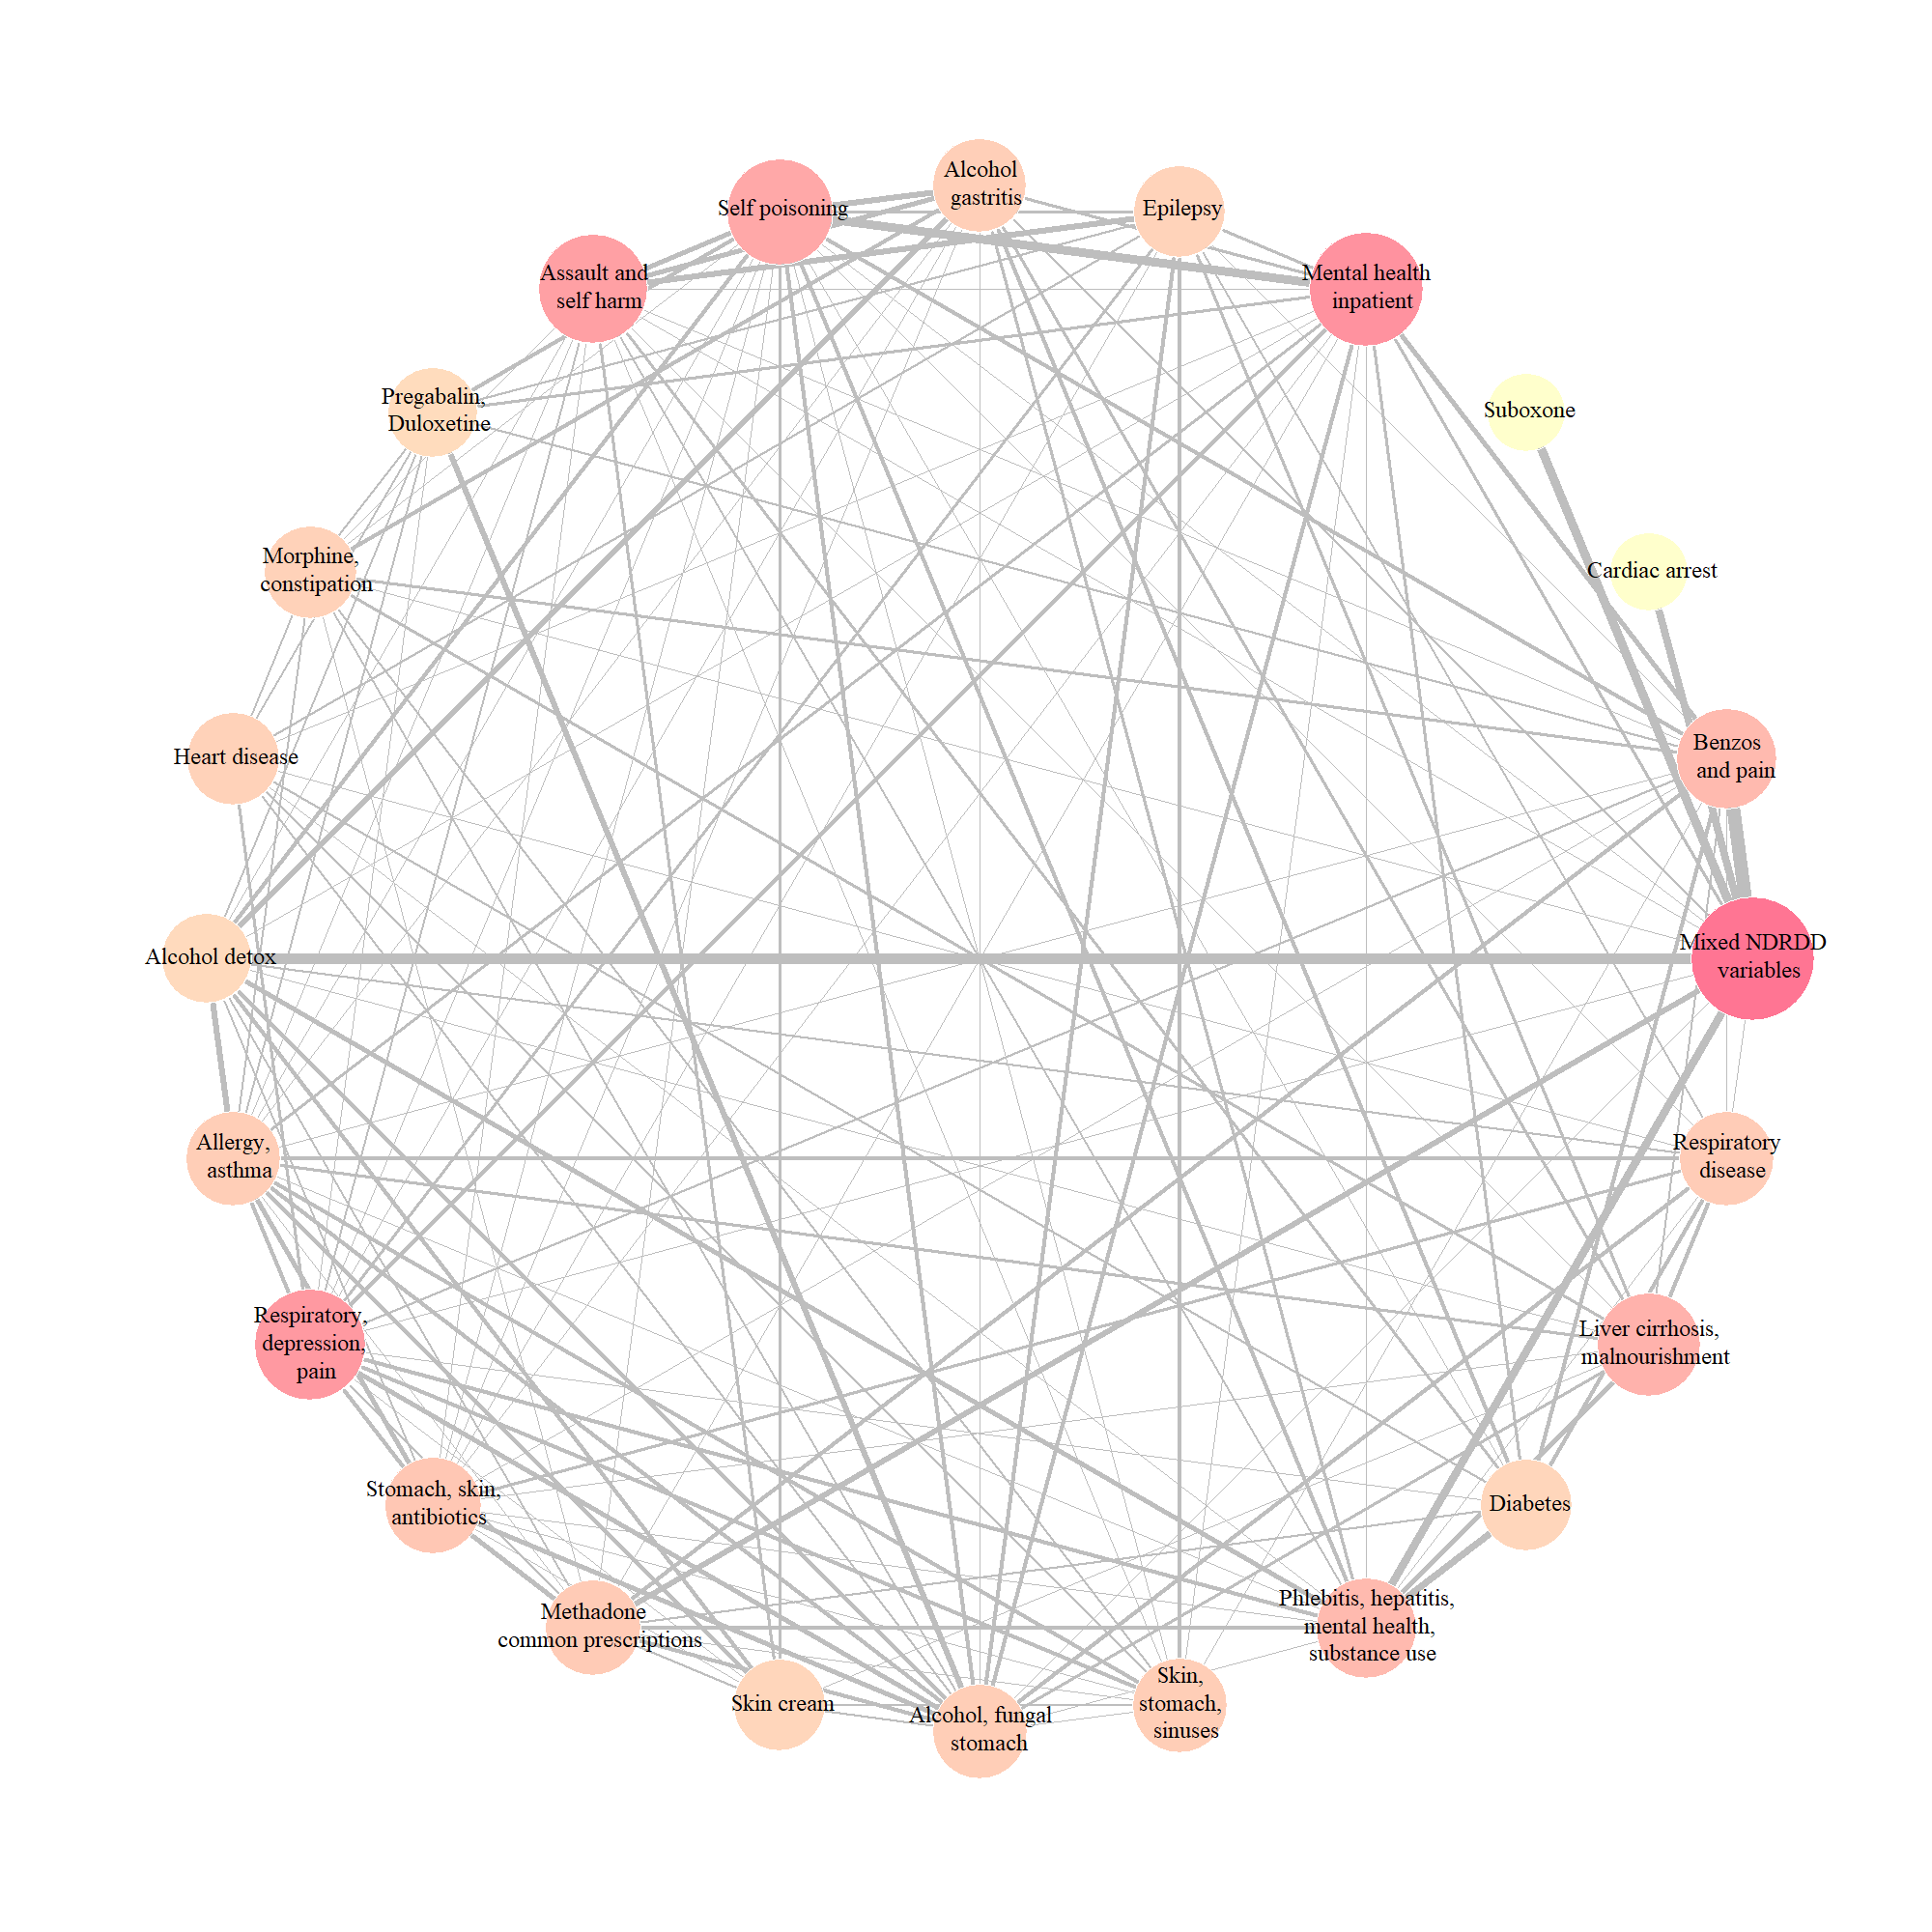 Alcohol
gastritis
Self poisoning
Epilepsy
Assault and
self harm
Mental health
inpatient
Pregabalin,
Duloxetine
Suboxone
Morphine,
constipation
Cardiac arrest
Heart disease
Benzos
and pain
Alcohol detox
Mixed NDRDD
variables
Allergy,
asthma
Respiratory
disease
Respiratory,
depression,
pain
Liver cirrhosis,
malnourishment
Stomach, skin,
antibiotics
Diabetes
Methadone
common prescriptions
Phlebitis, hepatitis,
mental health,
substance use
Skin cream
Alcohol, fungal
stomach
Skin,
stomach,
sinuses